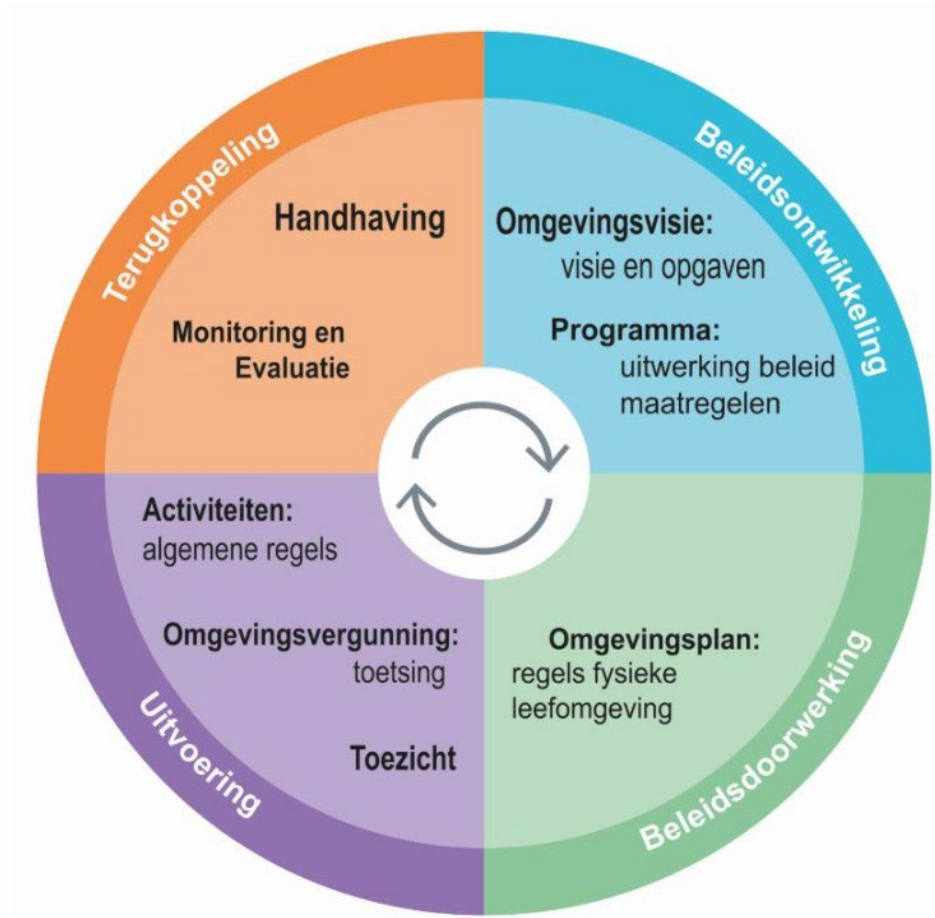 Beleidsontwikkeling
Omgevingsvisie:
visie en opgaven
Programma:
uitwerking beleid
maatregelen
Beleidsdoorwerking
Omgevingsplan:
regels fysieke
leefomgeving
Uitvoering
Activiteiten:
algemene regels
Omgevingsvergunning:
toetsing
Toezicht
Terugkoppeling
Handhaving
Monitoring en
Evaluatie